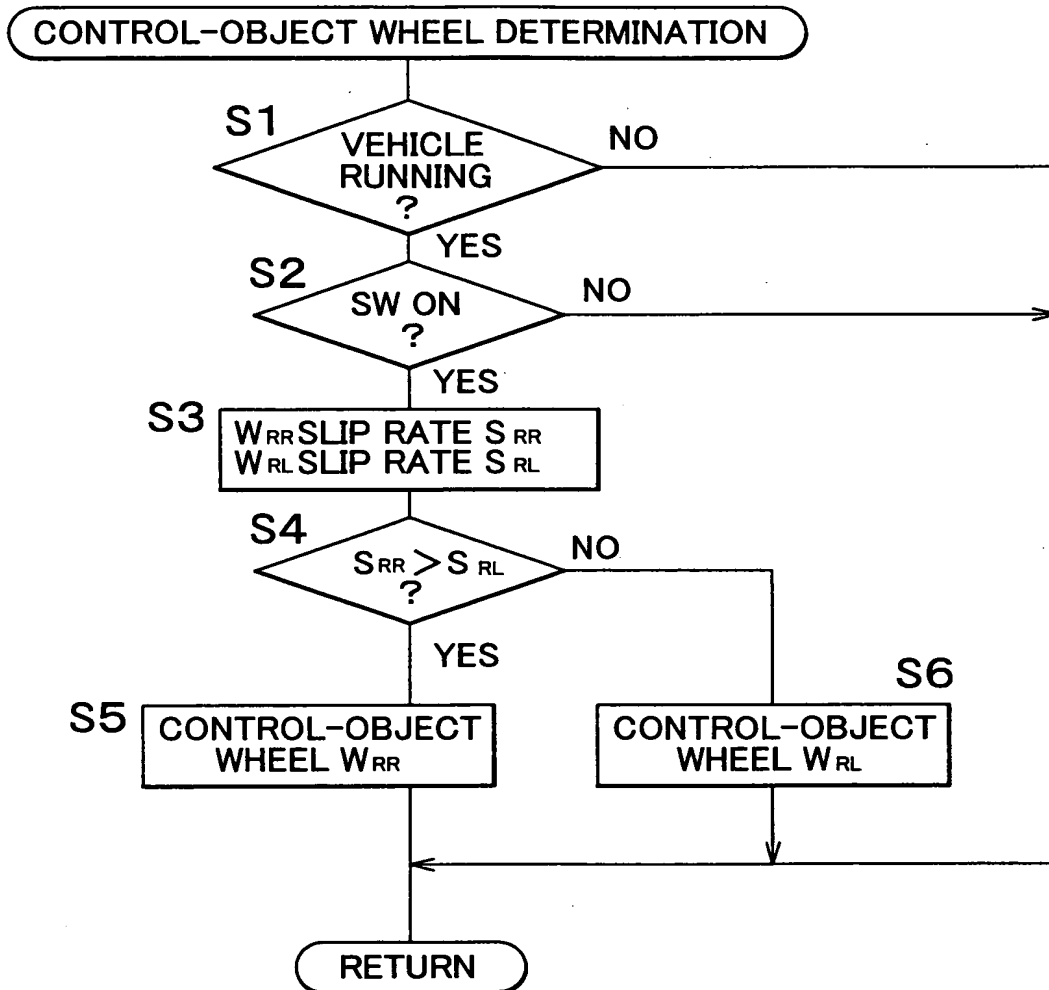 CONTROL-OBJECT WHEEL DETERMINATION
S1
VEHICLE
RUNNING
?
NO
YES
S2
SW ON
?
NO
YES
S3
WRR SLIP RATE SRR
WRL SLIP RATE SRL
S4
SRR > SRL
?
NO
YES
S5
CONTROL-OBJECT
WHEEL WRR
S6
CONTROL-OBJECT
WHEEL WRL
RETURN